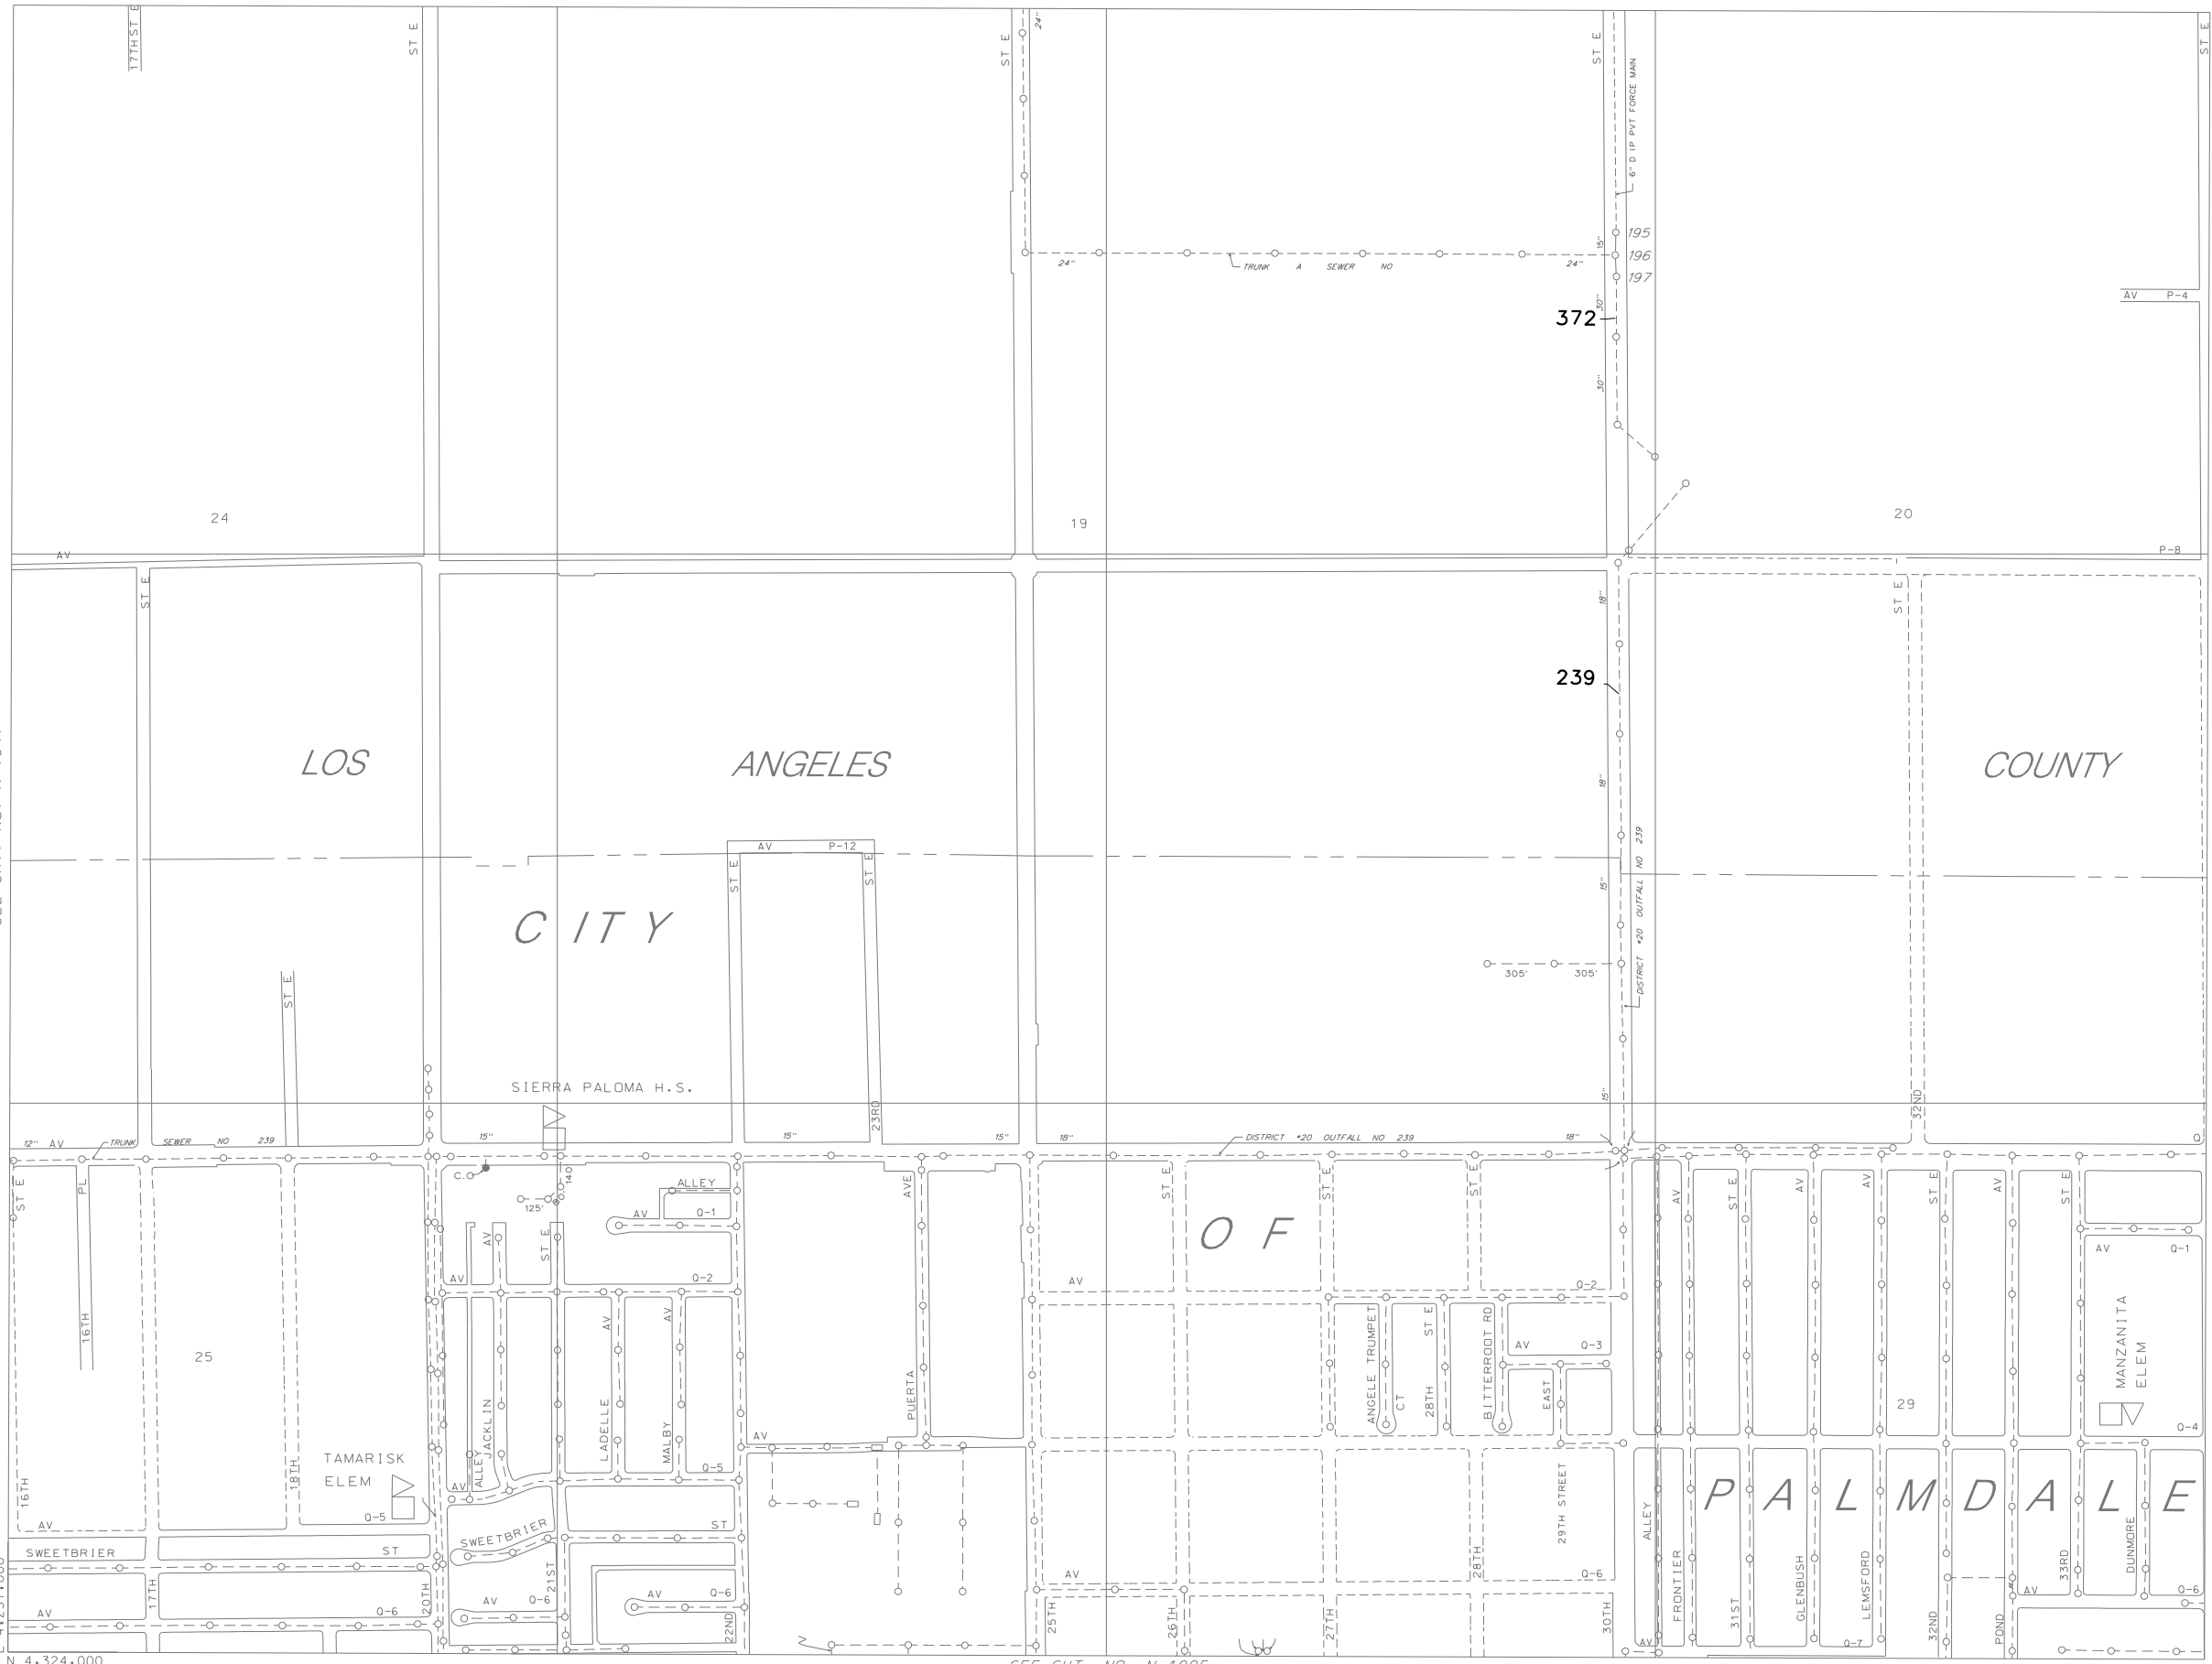 17TH ST E
ST E
ST E
24"
ST E
6" D IP PVT FORCE MAIN
ST E
195
15"
196
24"
TRUNK A SEWER NO
24"
197
30"
AV P-4
372
30"
24
19
20
AV
P-8
ST E
18"
ST E
239
LOS ANGELES COUNTY
18"
DISTRICT #20 OUTFALL NO 239
AV P-12
ST E
ST E
15"
CITY
305' 305'
ST E
SIERRA PALOMA H.S.
15"
23RD
32ND
12" AV
TRUNK SEWER NO 239
15"
15"
15"
18"
DISTRICT #20 OUTFALL NO 239
18"
Q
C.O
140
125'
ALLEY
AV Q-1
ST E
PL
AV
ST E
AVE
ST E
ST E
ST E
OF
AV
ST E
AV
AV
ST E
AV
ST E
AV Q-1
AV Q-2
AV Q-2
16TH
25
AV
AV
ANGELE TRUMPET CT
28TH ST E
BITTERROOT RD
AV Q-3
EAST
MANZANITA
ELEM
29
Q-4
PUERTA
JACKLIN
LADELLE
MALBY
AV
ALLEY
AV Q-5
TAMARISK
ELEM
16TH
18TH
Q-5
AV
PALMDALE
29TH STREET
ALLEY
SWEETBRIER ST
SWEETBRIER ST
17TH
20TH
21ST
AV Q-6
AV Q-6
AV Q-6
22ND
AV Q-6
25TH
26TH
27TH
28TH
30TH
FRONTIER
31ST
GLENBUSH
LEMSFORD
32ND
POND
33RD
DUNMORE
AV Q-6
AV Q-7
N 4,324,000